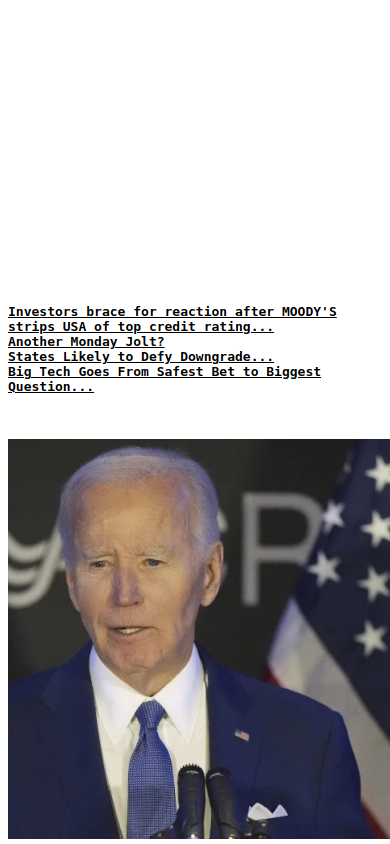 Investors brace for reaction after MOODY'S
strips USA of top credit rating...
Another Monday Jolt?
States Likely to Defy Downgrade...
Big Tech Goes From Safest Bet to Biggest
Question...
CR